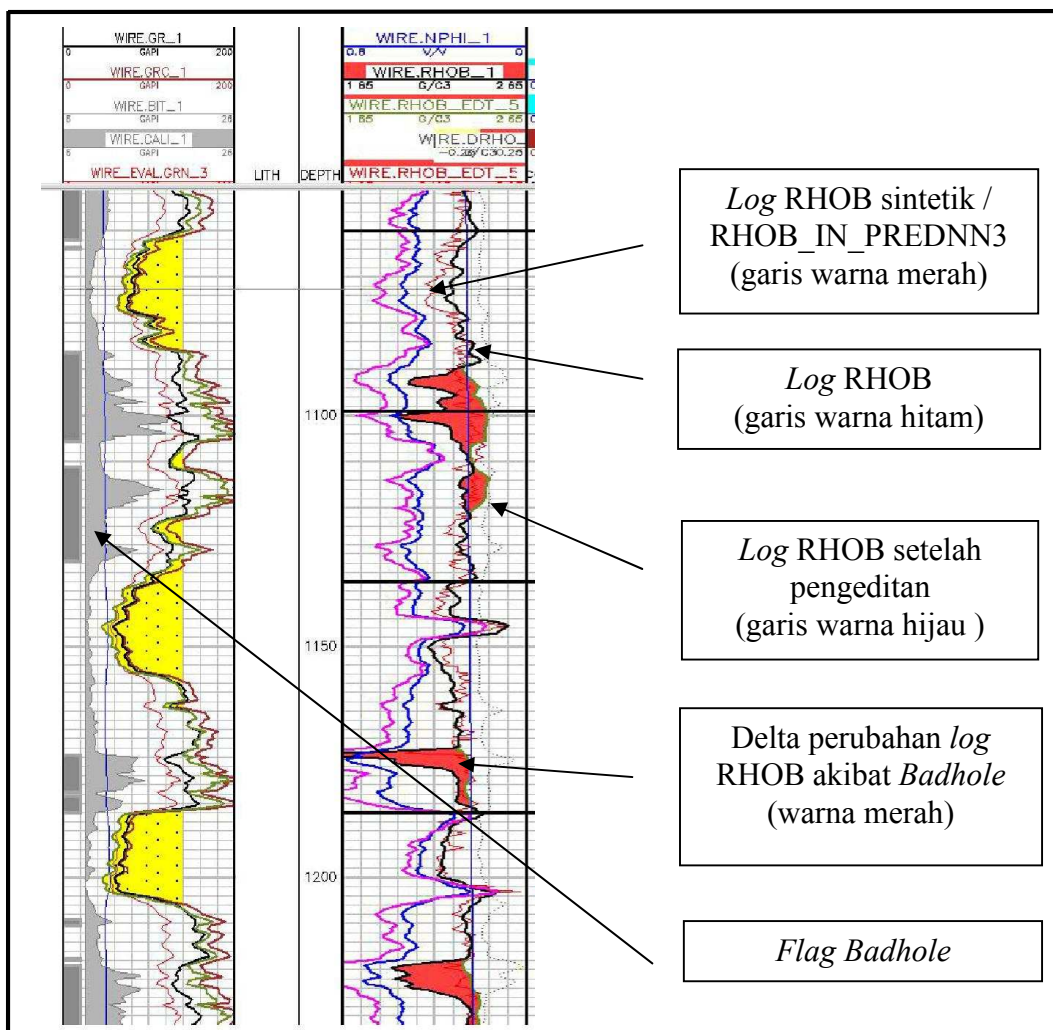 WIRE.GR_1
0 GAPI 200
WIRE.GRC_1
0 GAPI 200
WIRE.BIT_1
6 GAPI 26
WIRE.CALI_1
6 GAPI 26
WIRE_EVAL.GRN_3
LITH
DEPTH
WIRE.NPHI_1
0.6 V/V 0
WIRE.RHOB_1
1.65 G/C3 2.65
WIRE.RHOB_EDT_5
1.65 G/C3 2.65
WIRE.DRHO_
WIRE.RHOB_EDT_5
1100
1150
1200
Log RHOB sintetik /
RHOB_IN_PREDNN3
(garis warna merah)
Log RHOB
(garis warna hitam)
Log RHOB setelah
pengeditan
(garis warna hijau )
Delta perubahan log
RHOB akibat Badhole
(warna merah)
Flag Badhole